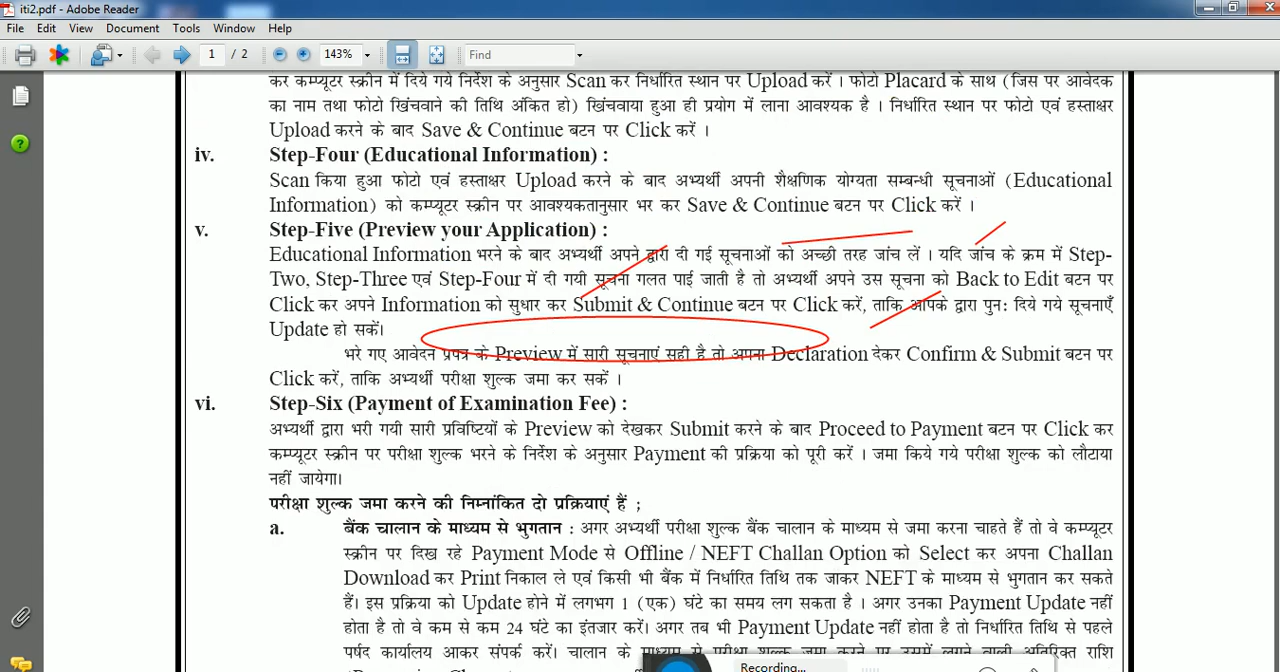 iti2.pdf - Adobe Reader
File Edit View Document Tools Window Help
1 / 2 143% Find
कर कम्प्यूटर स्क्रीन में दिये गये निर्देश के अनुसार Scan कर निर्धारित स्थान पर Upload करें । फोटो Placard के साथ (जिस पर आवेदक
का नाम तथा फोटो खिंचवाने की तिथि अंकित हो) खिंचवाया हुआ ही प्रयोग में लाना आवश्यक है । निर्धारित स्थान पर फोटो एवं हस्ताक्षर
Upload करने के बाद Save & Continue बटन पर Click करें ।
iv. Step-Four (Educational Information) :
Scan किया हुआ फोटो एवं हस्ताक्षर Upload करने के बाद अभ्यर्थी अपनी शैक्षणिक योग्यता सम्बन्धी सूचनाओं (Educational
Information) को कम्प्यूटर स्क्रीन पर आवश्यकतानुसार भर कर Save & Continue बटन पर Click करें ।
v. Step-Five (Preview your Application) :
Educational Information भरने के बाद अभ्यर्थी अपने द्वारा दी गई सूचनाओं को अच्छी तरह जांच लें । यदि जांच के क्रम में Step-
Two, Step-Three एवं Step-Four में दी गयी सूचना गलत पाई जाती है तो अभ्यर्थी अपने उस सूचना को Back to Edit बटन पर
Click कर अपने Information को सुधार कर Submit & Continue बटन पर Click करें, ताकि आपके द्वारा पुन: दिये गये सूचनाएँ
Update हो सकें।
भरे गए आवेदन प्रपत्र के Preview में सारी सूचनाएं सही है तो अपना Declaration देकर Confirm & Submit बटन पर
Click करें, ताकि अभ्यर्थी परीक्षा शुल्क जमा कर सकें ।
vi. Step-Six (Payment of Examination Fee) :
अभ्यर्थी द्वारा भरी गयी सारी प्रविष्टियों के Preview को देखकर Submit करने के बाद Proceed to Payment बटन पर Click कर
कम्प्यूटर स्क्रीन पर परीक्षा शुल्क भरने के निर्देश के अनुसार Payment की प्रक्रिया को पूरी करें । जमा किये गये परीक्षा शुल्क को लौटाया
नहीं जायेगा।
परीक्षा शुल्क जमा करने की निम्नांकित दो प्रक्रियाएं हैं ;
a. बैंक चालान के माध्यम से भुगतान : अगर अभ्यर्थी परीक्षा शुल्क बैंक चालान के माध्यम से जमा करना चाहते हैं तो वे कम्प्यूटर
स्क्रीन पर दिख रहे Payment Mode से Offline / NEFT Challan Option को Select कर अपना Challan
Download कर Print निकाल ले एवं किसी भी बैंक में निर्धारित तिथि तक जाकर NEFT के माध्यम से भुगतान कर सकते
हैं। इस प्रक्रिया को Update होने में लगभग 1 (एक) घंटे का समय लग सकता है । अगर उनका Payment Update नहीं
होता है तो वे कम से कम 24 घंटे का इंतजार करें। अगर तब भी Payment Update नहीं होता है तो निर्धारित तिथि से पहले
पर्षद कार्यालय आकर संपर्क करें। चालान के माध्यम से परीक्षा शुल्क जमा करने पर उसमें लगने वाली अतिरिक्त राशि
Recording...